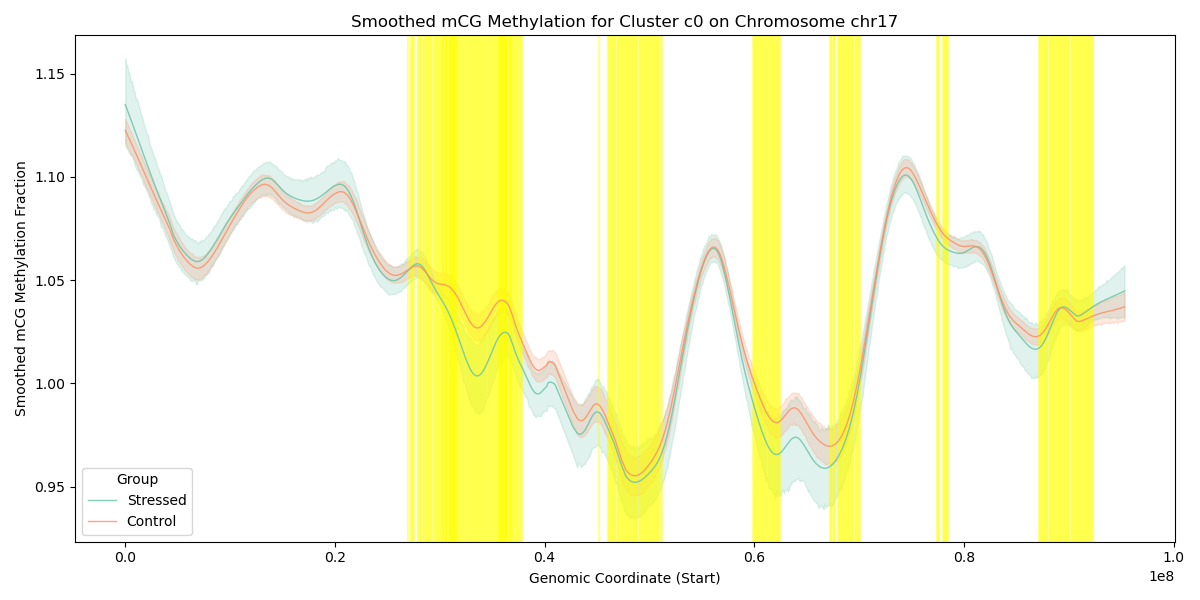 Smoothed mCG Methylation for Cluster c0 on Chromosome chr17
Smoothed mCG Methylation Fraction
1.15
1.10
1.05
1.00
0.95
Group
Stressed
Control
0.0 0.2 0.4 0.6 0.8 1.0
1e8
Genomic Coordinate (Start)